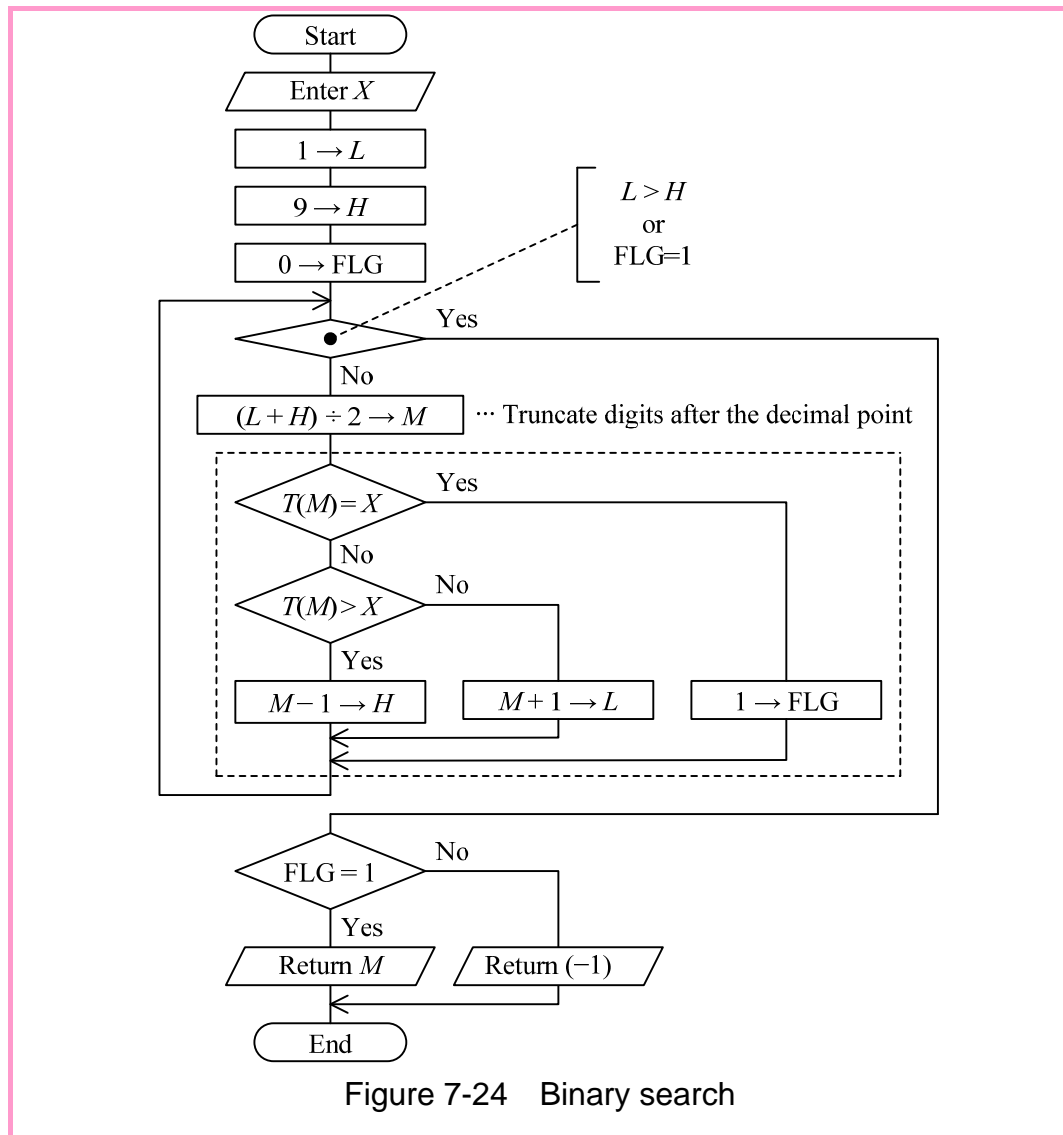 Start
Enter X
1 → L
9 → H
0 → FLG
L > H
or
FLG=1
Yes
No
(L + H) ÷ 2 → M ··· Truncate digits after the decimal point
T(M) = X
Yes
No
T(M) > X
No
Yes
M − 1 → H
M + 1 → L
1 → FLG
FLG = 1
No
Yes
Return M
Return (−1)
End
Figure 7-24 Binary search